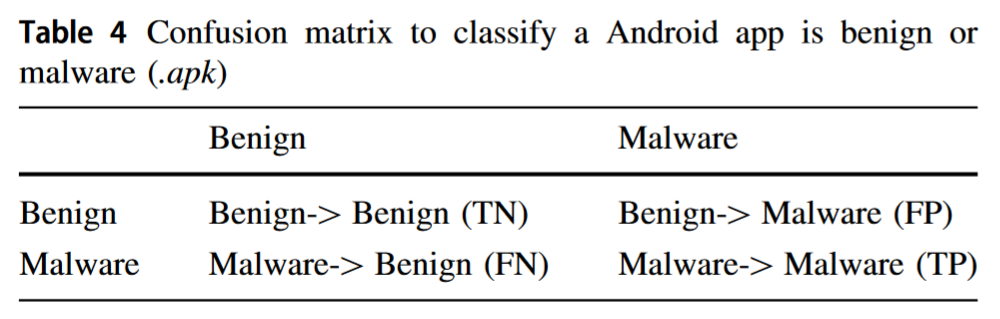 Table 4 Confusion matrix to classify a Android app is benign or
malware (.apk)
Benign Malware
Benign Benign-> Benign (TN) Benign-> Malware (FP)
Malware Malware-> Benign (FN) Malware-> Malware (TP)